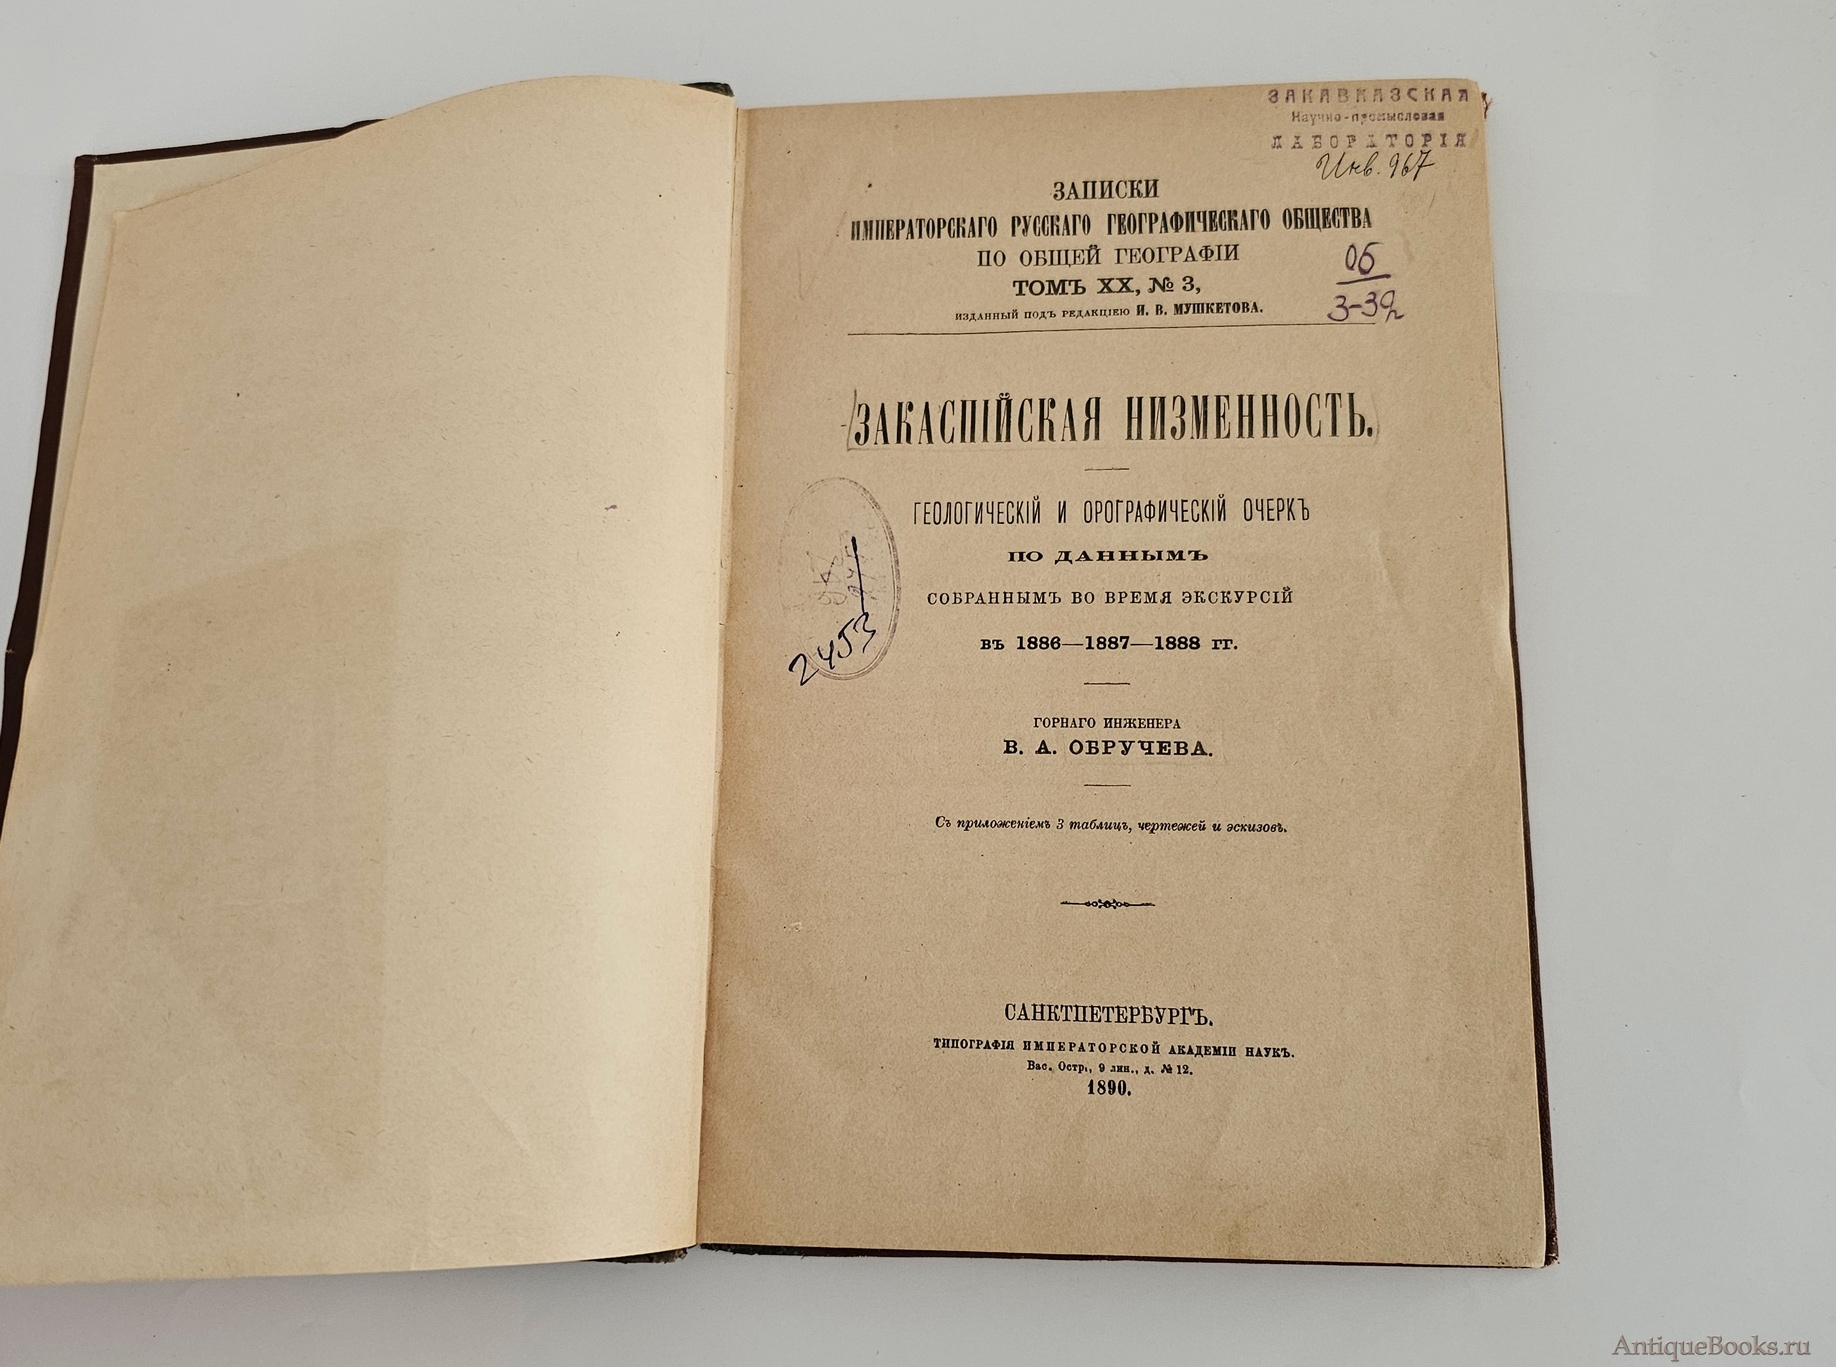 ЗАКАВКАЗСКАЯ
Научно-промысловая
ЛАБОРАТОРІЯ
Инв. 967
ЗАПИСКИ
ИМПЕРАТОРСКАГО РУССКАГО ГЕОГРАФИЧЕСКАГО ОБЩЕСТВА
ПО ОБЩЕЙ ГЕОГРАФІИ
ТОМЪ XX, № 3,
ИЗДАННЫЙ ПОДЪ РЕДАКЦІЕЮ И. В. МУШКЕТОВА.
Об
3-39
ЗАКАСПІЙСКАЯ НИЗМЕННОСТЬ.
ГЕОЛОГИЧЕСКІЙ И ОРОГРАФИЧЕСКІЙ ОЧЕРКЪ
ПО ДАННЫМЪ
СОБРАННЫМЪ ВО ВРЕМЯ ЭКСКУРСІЙ
ВЪ 1886—1887—1888 ГГ.
2453
ГОРНАГО ИНЖЕНЕРА
В. А. ОБРУЧЕВА.
Съ приложеніемъ 3 таблицъ, чертежей и эскизовъ.
САНКТПЕТЕРБУРГЪ.
ТИПОГРАФІЯ ИМПЕРАТОРСКОЙ АКАДЕМІИ НАУКЪ.
Вас. Остр., 9 лин., д. № 12.
1890.
AntiqueBooks.ru